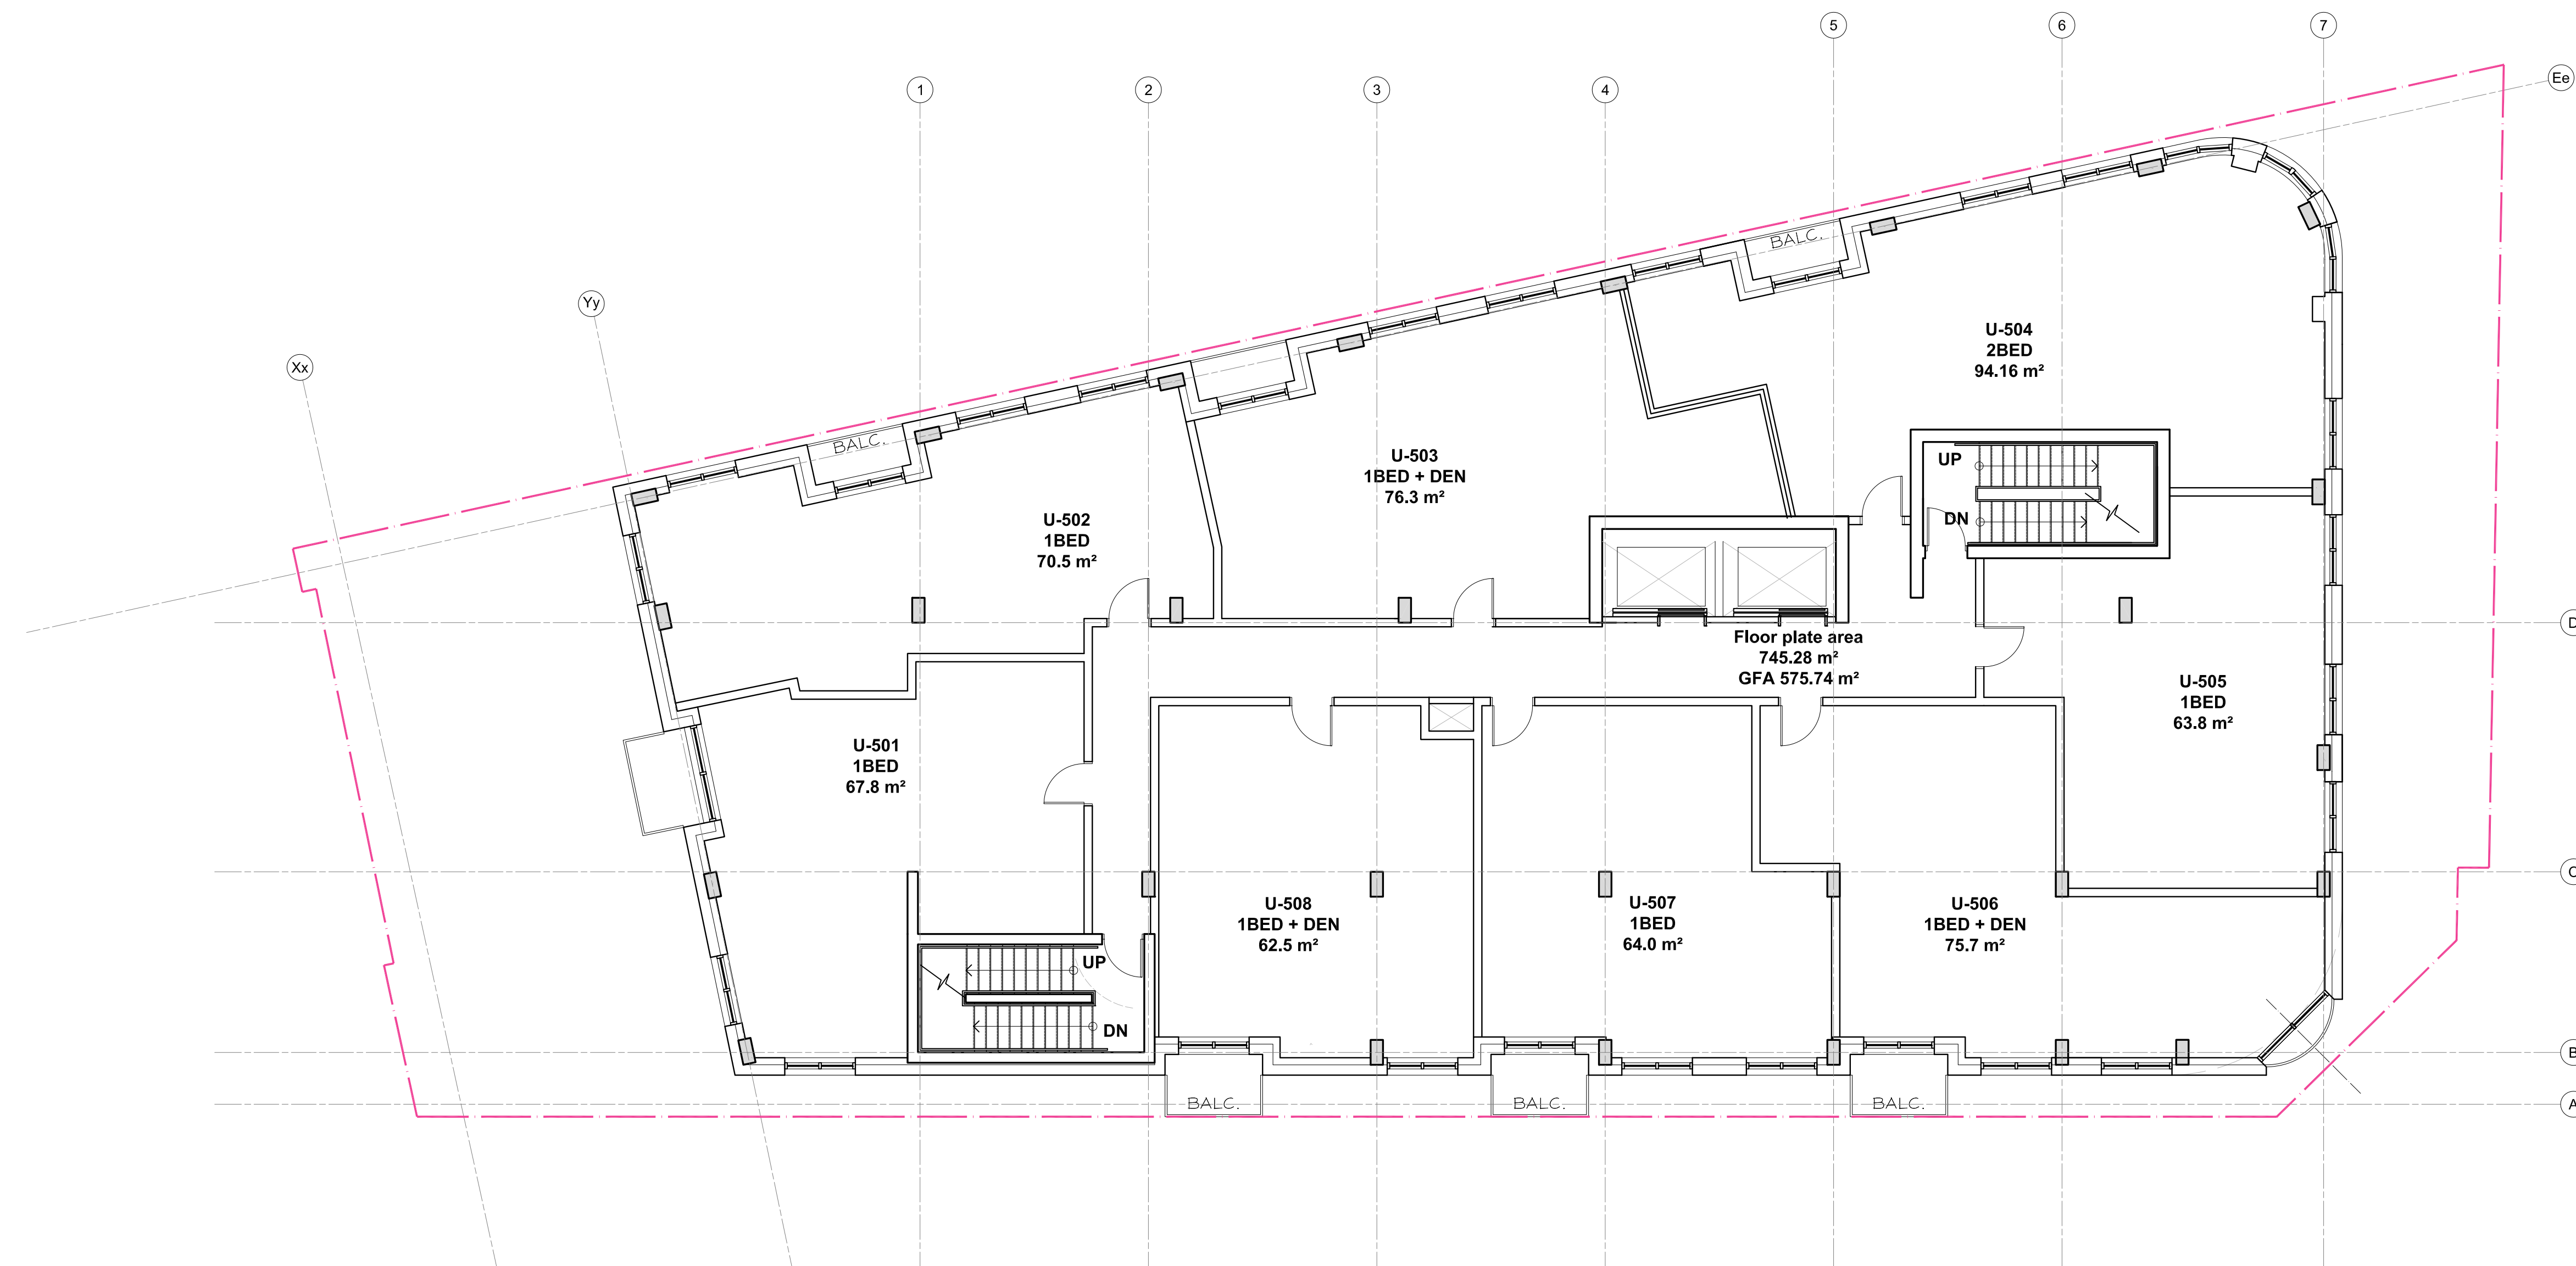 5
6
7
Ee
1
2
3
4
BALC.
Yy
U-504
2BED
94.16 m²
Xx
BALC.
U-503
1BED + DEN
76.3 m²
UP
DN
U-502
1BED
70.5 m²
D
Floor plate area
745.28 m²
GFA 575.74 m²
U-505
1BED
63.8 m²
U-501
1BED
67.8 m²
C
U-508
1BED + DEN
62.5 m²
U-507
1BED
64.0 m²
U-506
1BED + DEN
75.7 m²
UP
DN
B
BALC.
BALC.
BALC.
A